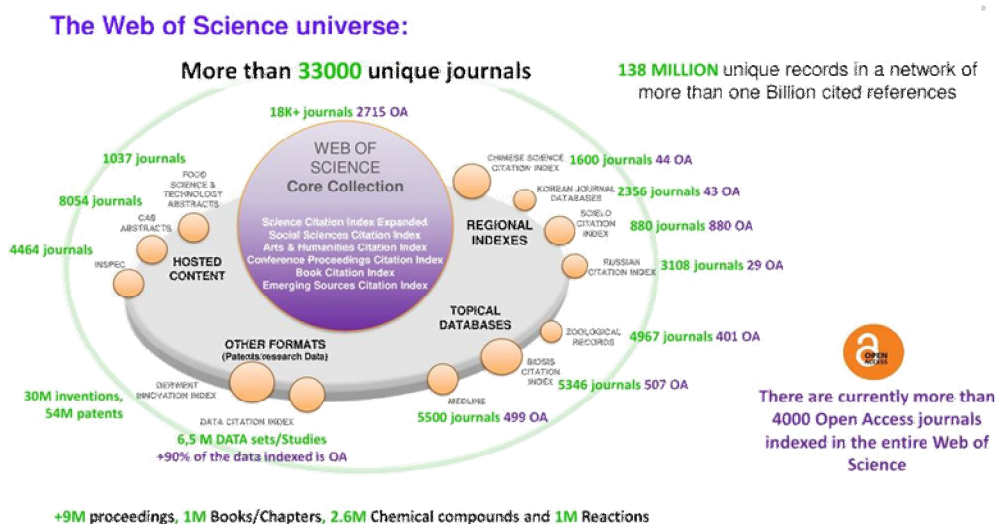 The Web of Science universe:
More than 33000 unique journals
138 MILLION unique records in a network of
more than one Billion cited references
18K+ journals 2715 OA
WEB OF
SCIENCE
Core Collection
Science Citation Index Expanded
Social Sciences Citation Index
Arts & Humanities Citation Index
Conference Proceedings Citation Index
Book Citation Index
Emerging Sources Citation Index
1037 journals
FOOD
SCIENCE &
TECHNOLOGY
ABSTRACTS
8054 journals
CAB
ABSTRACTS
4464 journals
INSPEC
HOSTED
CONTENT
CHINESE SCIENCE
CITATION INDEX
1600 journals 44 OA
KOREAN JOURNAL
DATABASES
2356 journals 43 OA
REGIONAL
INDEXES
SCIELO
CITATION
INDEX
880 journals 880 OA
RUSSIAN
CITATION INDEX
3108 journals 29 OA
TOPICAL
DATABASES
ZOOLOGICAL
RECORDS
4967 journals 401 OA
BIOSIS
CITATION
INDEX
5346 journals 507 OA
MEDLINE
5500 journals 499 OA
OTHER FORMATS
(Patents/research Data)
DERWENT
INNOVATION INDEX
30M inventions,
54M patents
DATA CITATION INDEX
6,5 M DATA sets/Studies
+90% of the data indexed is OA
a
OPEN
ACCESS
There are currently more than
4000 Open Access journals
indexed in the entire Web of
Science
+9M proceedings, 1M Books/Chapters, 2.6M Chemical compounds and 1M Reactions